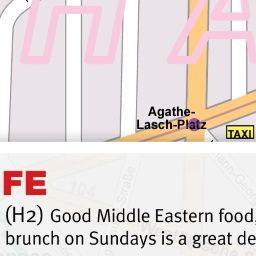 H A
Agathe-
Lasch-Platz
TAXI
FE
(H2) Good Middle Eastern food,
brunch on Sundays is a great de